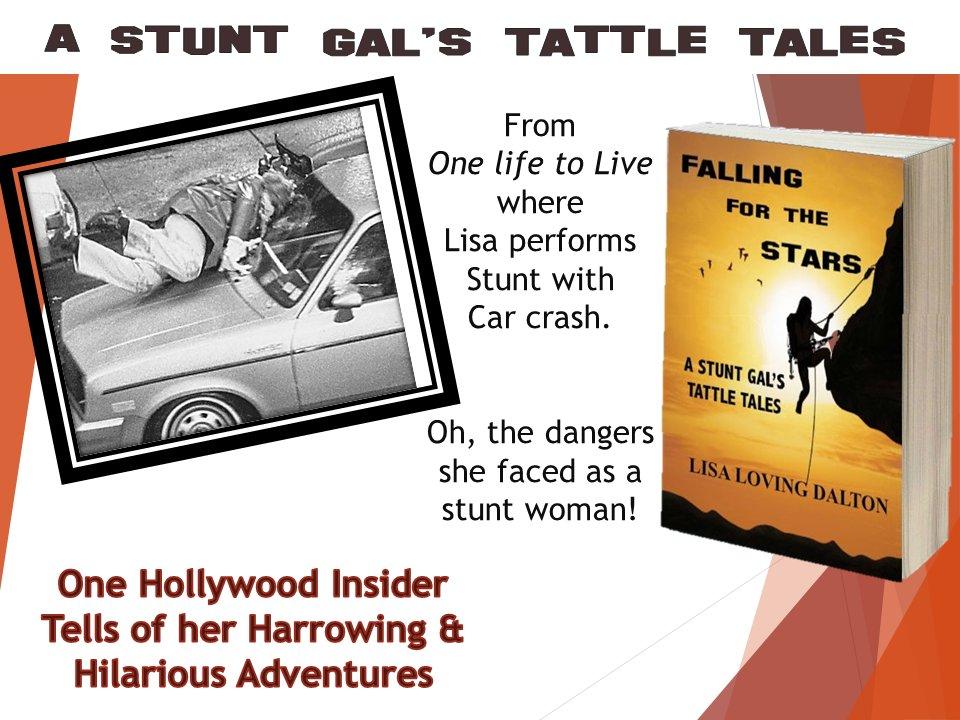 A STUNT GAL'S TATTLE TALES
From
One life to Live
where
Lisa performs
Stunt with
Car crash.
Oh, the dangers
she faced as a
stunt woman!
FALLING
FOR THE
STARS
A STUNT GAL'S
TATTLE TALES
LISA LOVING DALTON
One Hollywood Insider
Tells of her Harrowing &
Hilarious Adventures